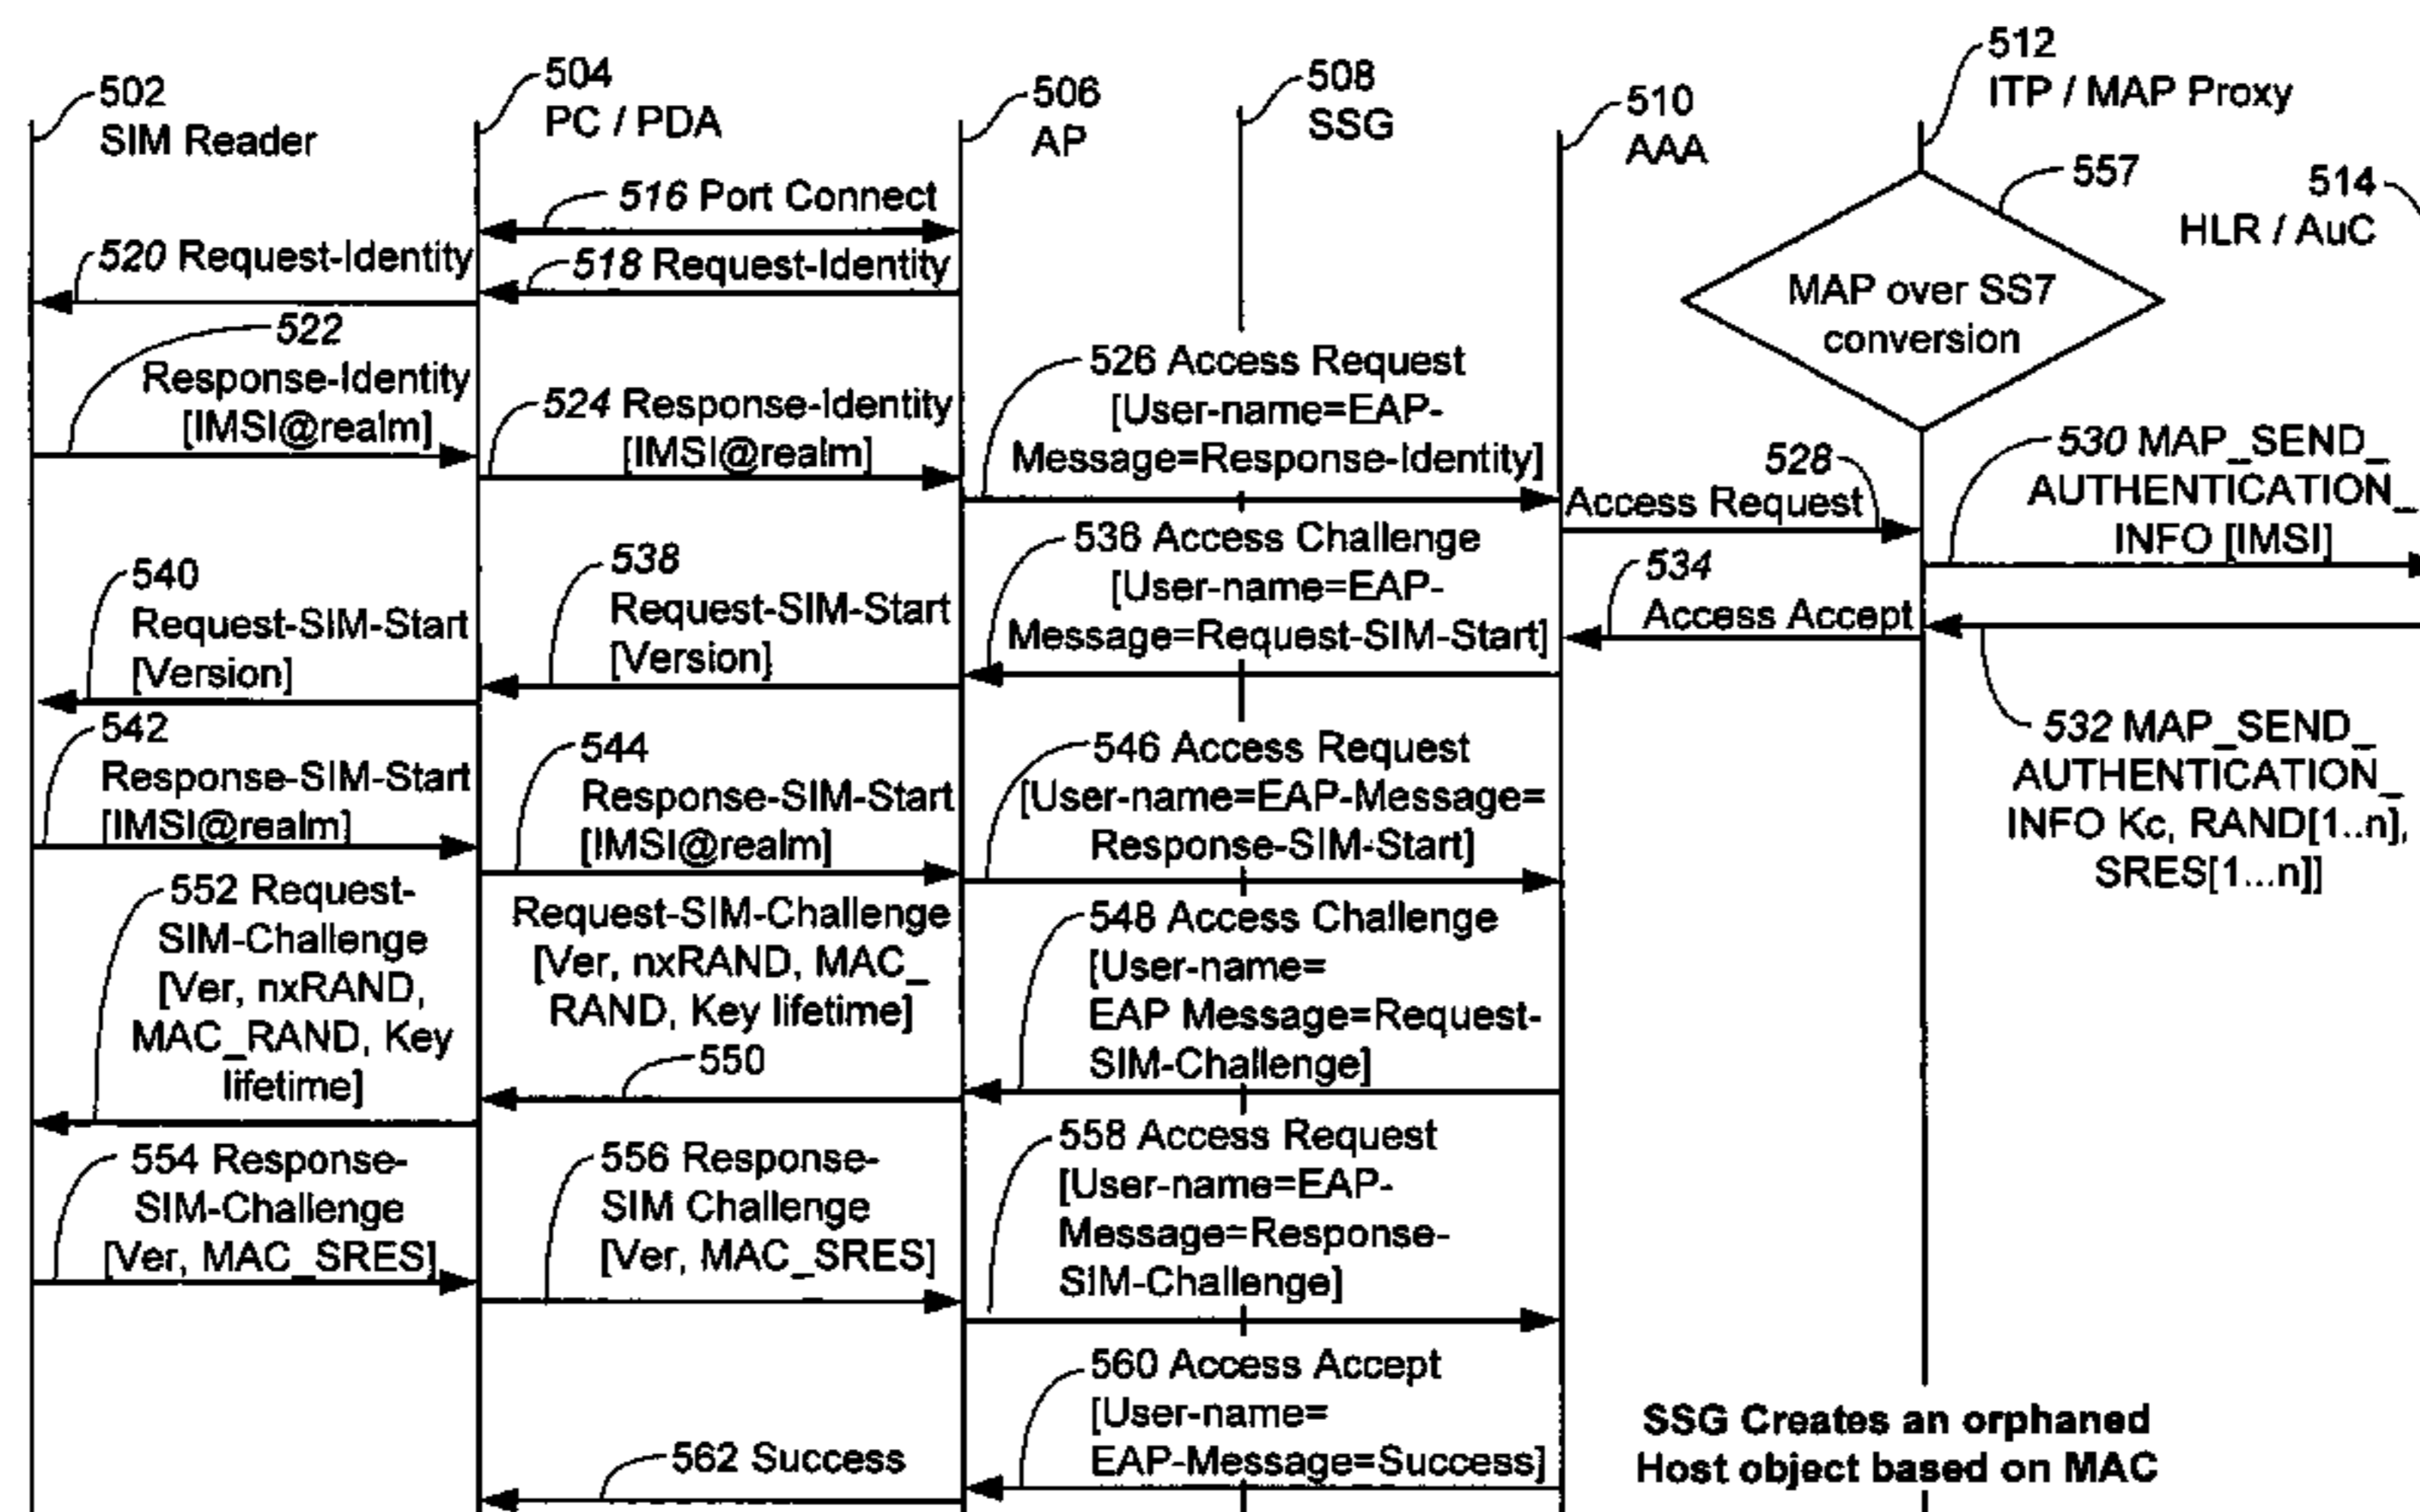 502
SIM Reader
504
PC / PDA
506
AP
508
SSG
510
AAA
512
ITP / MAP Proxy
557
514
HLR / AuC
MAP over SS7
conversion
516 Port Connect
518 Request-Identity
520 Request-Identity
522
Response-Identity
[IMSI@realm]
524 Response-Identity
[IMSI@realm]
526 Access Request
[User-name=EAP-
Message=Response-Identity]
528
Access Request
530 MAP_SEND_
AUTHENTICATION_
INFO [IMSI]
532 MAP_SEND_
AUTHENTICATION_
INFO Kc, RAND[1..n],
SRES[1...n]]
534
Access Accept
536 Access Challenge
[User-name=EAP-
Message=Request-SIM-Start]
538
Request-SIM-Start
[Version]
540
Request-SIM-Start
[Version]
542
Response-SIM-Start
[IMSI@realm]
544
Response-SIM-Start
[IMSI@realm]
546 Access Request
[User-name=EAP-Message=
Response-SIM-Start]
548 Access Challenge
[User-name=
EAP Message=Request-
SIM-Challenge]
Request-SIM-Challenge
[Ver, nxRAND, MAC_
RAND, Key lifetime]
550
552 Request-
SIM-Challenge
[Ver, nxRAND,
MAC_RAND, Key
lifetime]
554 Response-
SIM-Challenge
[Ver, MAC_SRES]
556 Response-
SIM Challenge
[Ver, MAC_SRES]
558 Access Request
[User-name=EAP-
Message=Response-
SIM-Challenge]
560 Access Accept
[User-name=
EAP-Message=Success]
562 Success
SSG Creates an orphaned
Host object based on MAC